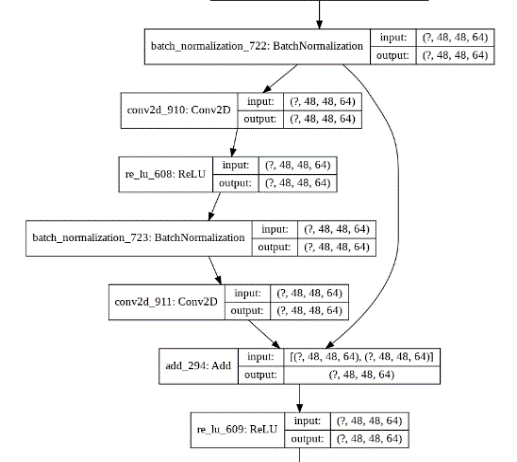 batch_normalization_722: BatchNormalization
input: (?, 48, 48, 64)
output: (?, 48, 48, 64)
conv2d_910: Conv2D
input: (?, 48, 48, 64)
output: (?, 48, 48, 64)
re_lu_608: ReLU
input: (?, 48, 48, 64)
output: (?, 48, 48, 64)
batch_normalization_723: BatchNormalization
input: (?, 48, 48, 64)
output: (?, 48, 48, 64)
conv2d_911: Conv2D
input: (?, 48, 48, 64)
output: (?, 48, 48, 64)
add_294: Add
input: [(?, 48, 48, 64), (?, 48, 48, 64)]
output: (?, 48, 48, 64)
re_lu_609: ReLU
input: (?, 48, 48, 64)
output: (?, 48, 48, 64)